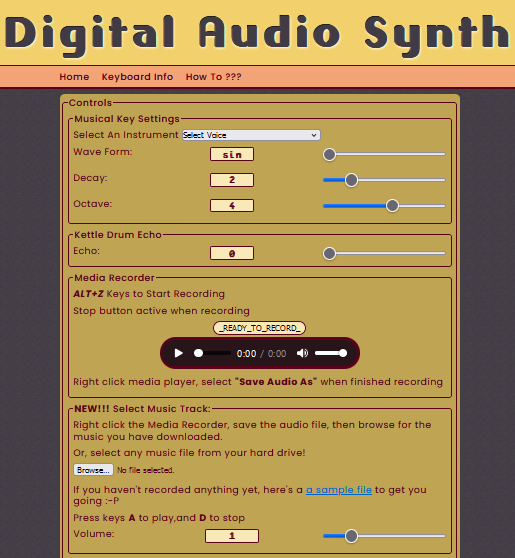 Digital Audio Synth
Home Keyboard Info How To ???
Controls
Musical Key Settings
Select An Instrument Select Voice
Wave Form: sin
Decay: 2
Octave: 4
Kettle Drum Echo
Echo: 0
Media Recorder
ALT+Z Keys to Start Recording
Stop button active when recording
_READY_TO_RECORD_
0:00 / 0:00
Right click media player, select "Save Audio As" when finished recording
NEW!!! Select Music Track:
Right click the Media Recorder, save the audio file, then browse for the
music you have downloaded.
Or, select any music file from your hard drive!
Browse... No file selected.
If you haven't recorded anything yet, here's a a sample file to get you
going :-P
Press keys A to play,and D to stop
Volume: 1